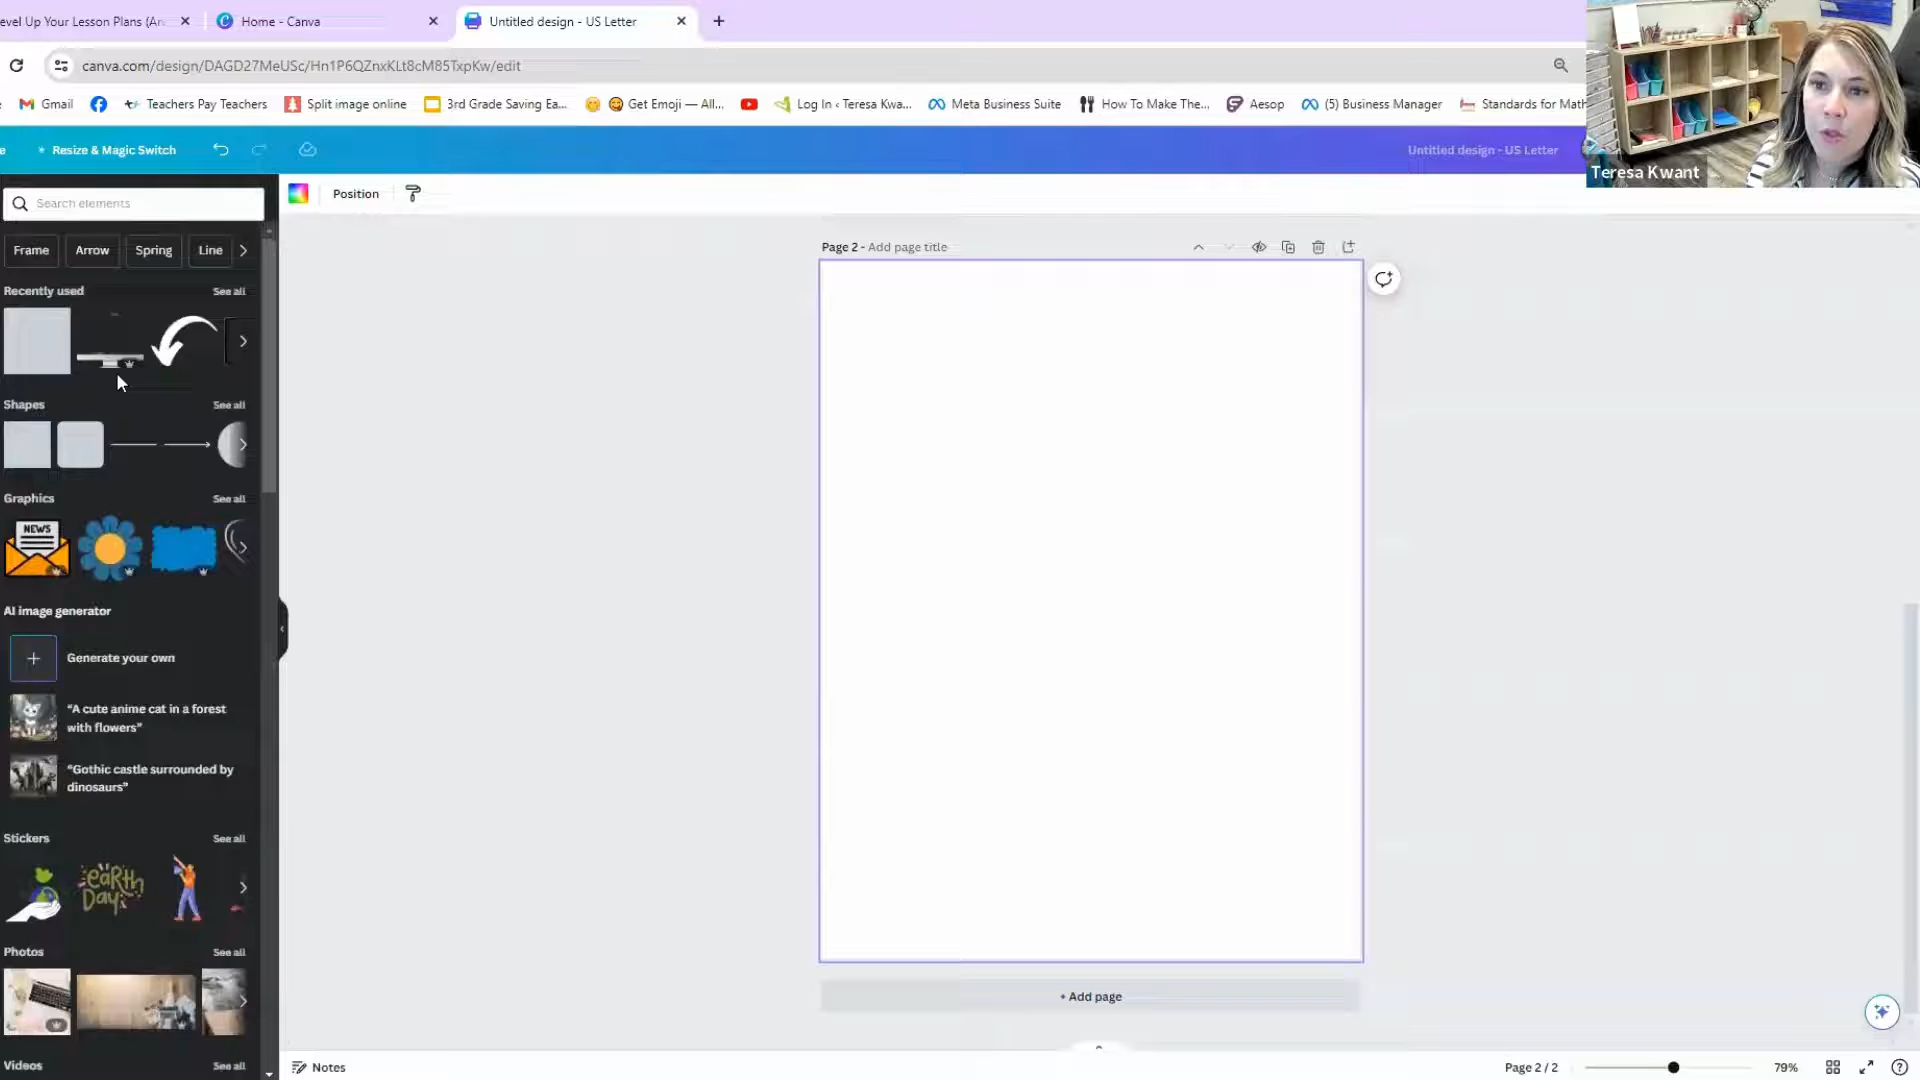 evel Up Your Lesson Plans (An
Home - Canva
Untitled design - US Letter
canva.com/design/DAGD27MeUSc/Hn1P6QZnxKLt8cM85TxpKw/edit
Gmail
Teachers Pay Teachers
Split image online
3rd Grade Saving Ea...
Get Emoji — All...
Log In ‹ Teresa Kwa...
Meta Business Suite
How To Make The...
Aesop
(5) Business Manager
Standards for Math
e
Resize & Magic Switch
Untitled design - US Letter
Teresa Kwant
Search elements
Position
Frame
Arrow
Spring
Line
Page 2 - Add page title
Recently used
See all
Shapes
See all
Graphics
See all
NEWS
AI image generator
Generate your own
"A cute anime cat in a forest
with flowers"
"Gothic castle surrounded by
dinosaurs"
Stickers
See all
eaRth
Day
Photos
See all
+ Add page
Videos
See all
Notes
Page 2 / 2
79%